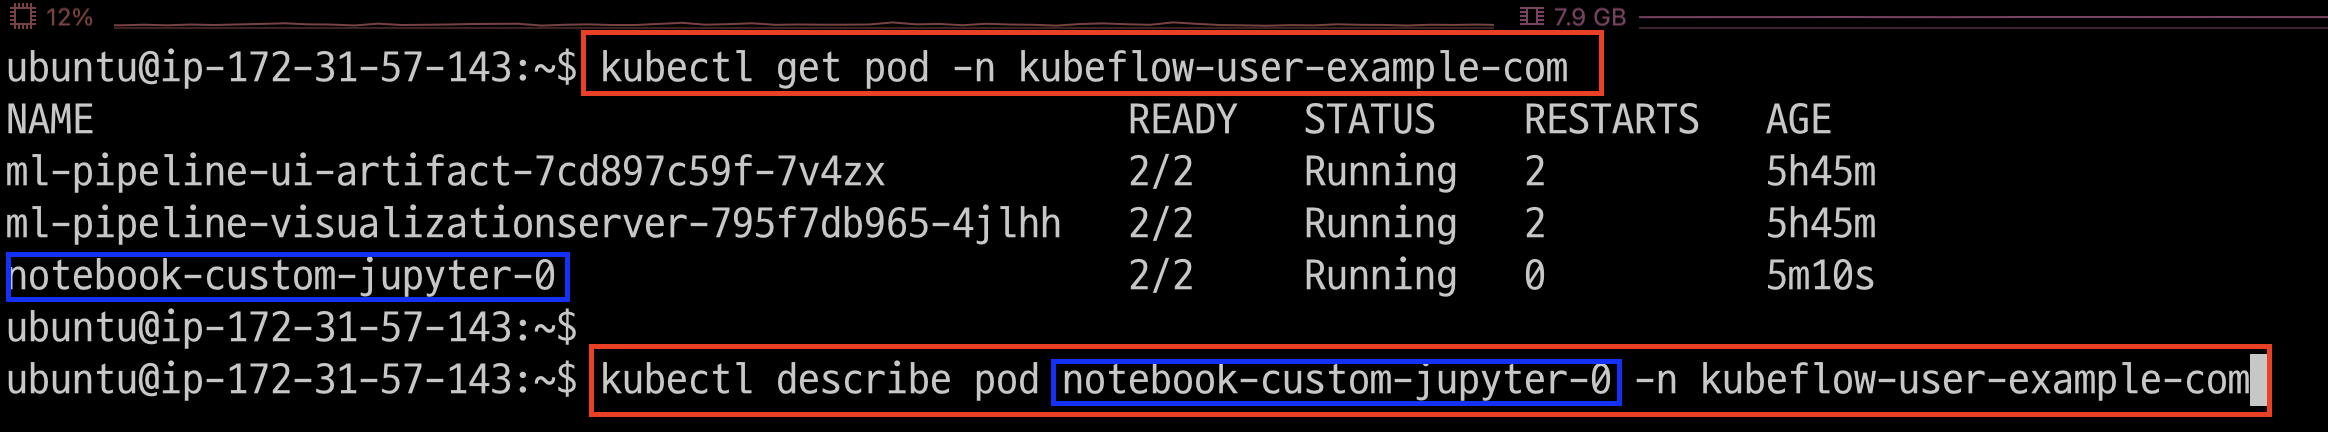 12% 7.9 GB
ubuntu@ip-172-31-57-143:~$ kubectl get pod -n kubeflow-user-example-com
NAME READY STATUS RESTARTS AGE
ml-pipeline-ui-artifact-7cd897c59f-7v4zx 2/2 Running 2 5h45m
ml-pipeline-visualizationserver-795f7db965-4jlhh 2/2 Running 2 5h45m
notebook-custom-jupyter-0 2/2 Running 0 5m10s
ubuntu@ip-172-31-57-143:~$
ubuntu@ip-172-31-57-143:~$ kubectl describe pod notebook-custom-jupyter-0 -n kubeflow-user-example-com